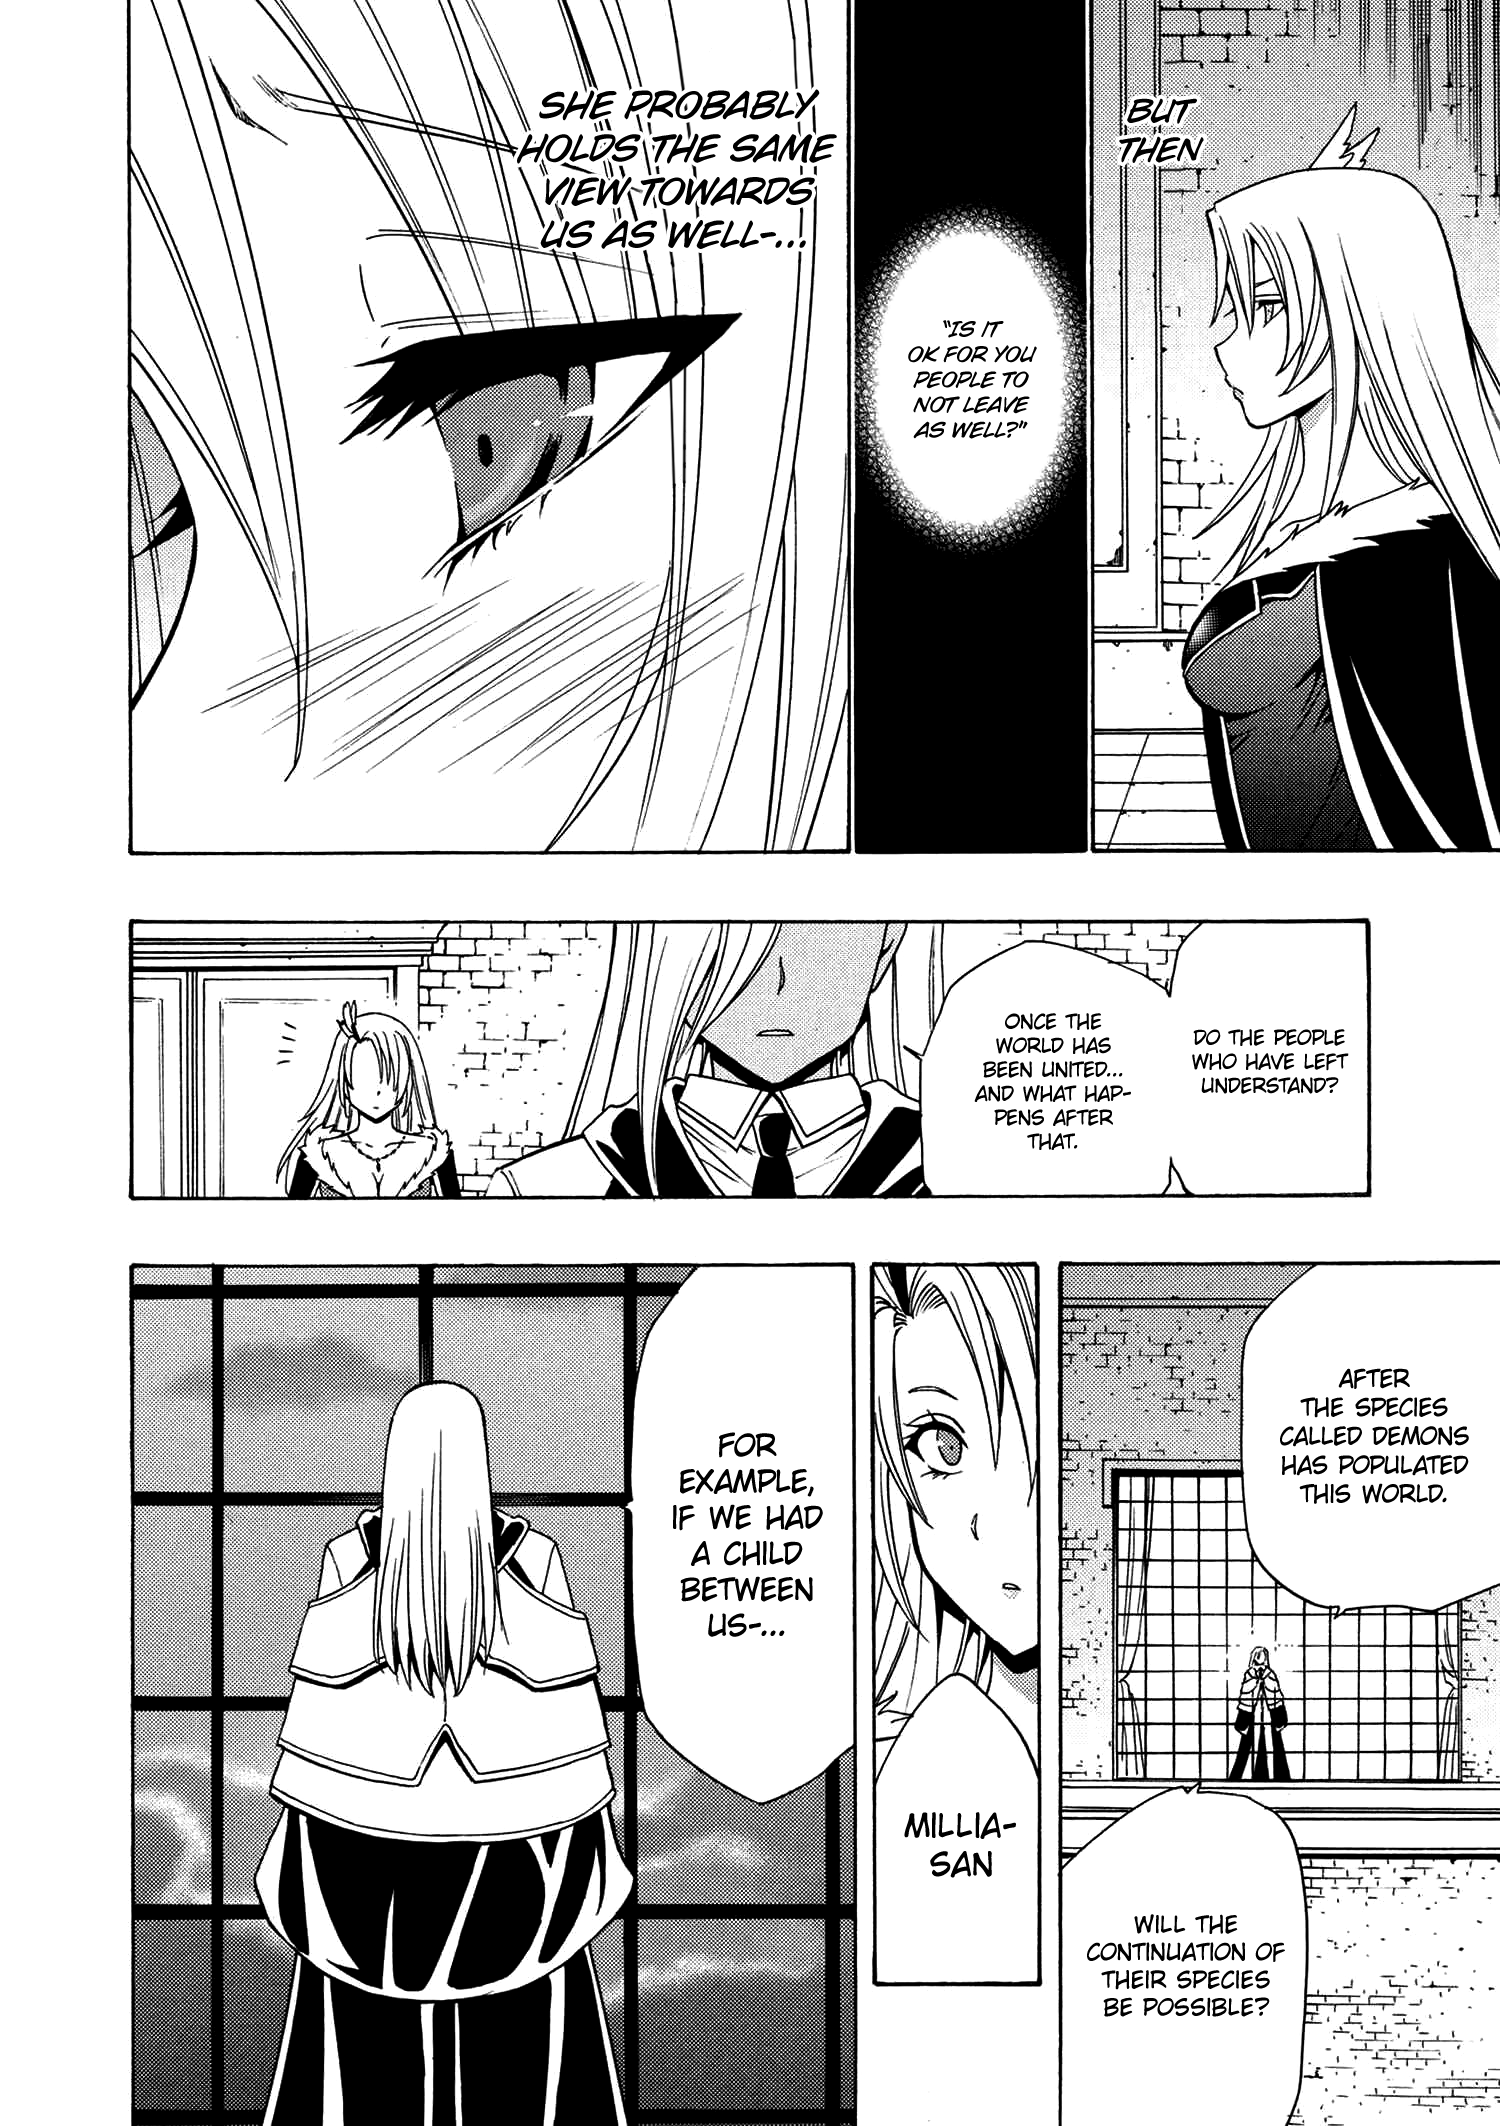 BUT
THEN
"IS IT
OK FOR YOU
PEOPLE TO
NOT LEAVE
AS WELL?"
SHE PROBABLY
HOLDS THE SAME
VIEW TOWARDS
US AS WELL-...
DO THE PEOPLE
WHO HAVE LEFT
UNDERSTAND?
ONCE THE
WORLD HAS
BEEN UNITED...
AND WHAT HAP-
PENS AFTER
THAT.
AFTER
THE SPECIES
CALLED DEMONS
HAS POPULATED
THIS WORLD.
WILL THE
CONTINUATION OF
THEIR SPECIES
BE POSSIBLE?
MILLIA-
SAN
FOR
EXAMPLE,
IF WE HAD
A CHILD
BETWEEN
US-...